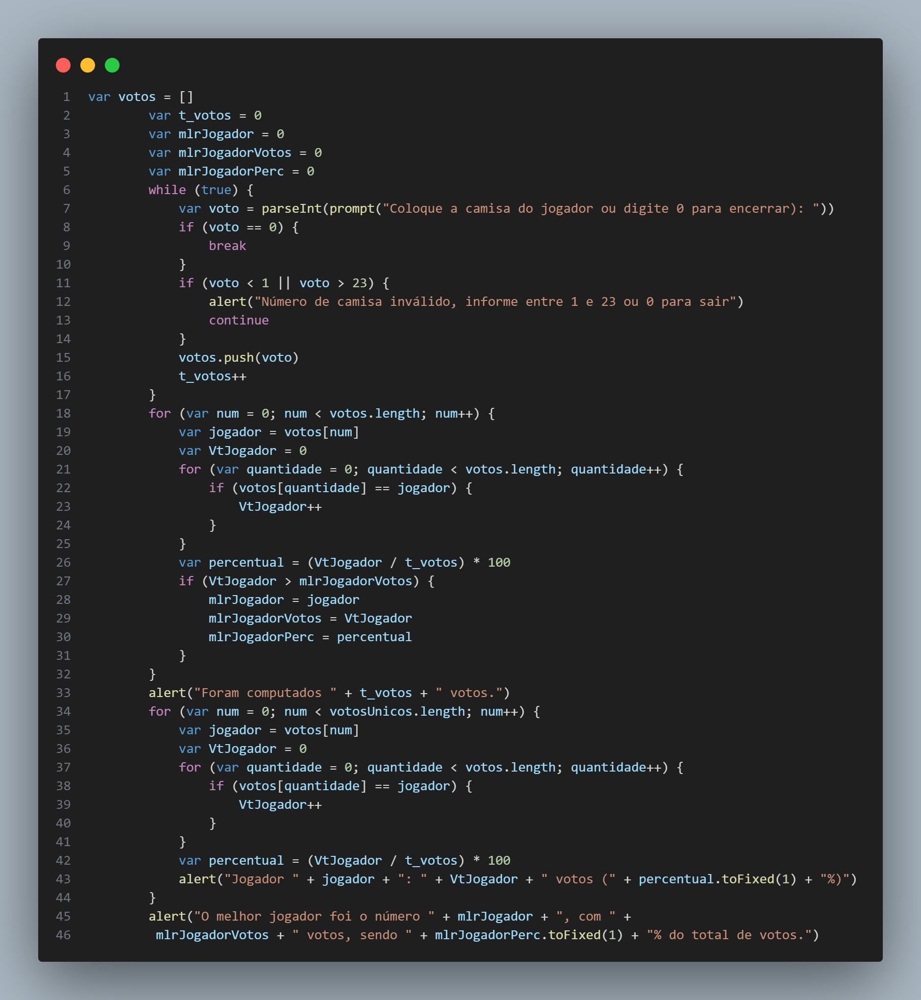 1 var votos = []
2 var t_votos = 0
3 var mlrJogador = 0
4 var mlrJogadorVotos = 0
5 var mlrJogadorPerc = 0
6 while (true) {
7 var voto = parseInt(prompt("Coloque a camisa do jogador ou digite 0 para encerrar): "))
8 if (voto == 0) {
9 break
10 }
11 if (voto < 1 || voto > 23) {
12 alert("Número de camisa inválido, informe entre 1 e 23 ou 0 para sair")
13 continue
14 }
15 votos.push(voto)
16 t_votos++
17 }
18 for (var num = 0; num < votos.length; num++) {
19 var jogador = votos[num]
20 var VtJogador = 0
21 for (var quantidade = 0; quantidade < votos.length; quantidade++) {
22 if (votos[quantidade] == jogador) {
23 VtJogador++
24 }
25 }
26 var percentual = (VtJogador / t_votos) * 100
27 if (VtJogador > mlrJogadorVotos) {
28 mlrJogador = jogador
29 mlrJogadorVotos = VtJogador
30 mlrJogadorPerc = percentual
31 }
32 }
33 alert("Foram computados " + t_votos + " votos.")
34 for (var num = 0; num < votosUnicos.length; num++) {
35 var jogador = votos[num]
36 var VtJogador = 0
37 for (var quantidade = 0; quantidade < votos.length; quantidade++) {
38 if (votos[quantidade] == jogador) {
39 VtJogador++
40 }
41 }
42 var percentual = (VtJogador / t_votos) * 100
43 alert("Jogador " + jogador + ": " + VtJogador + " votos (" + percentual.toFixed(1) + "%)")
44 }
45 alert("O melhor jogador foi o número " + mlrJogador + ", com " +
46 mlrJogadorVotos + " votos, sendo " + mlrJogadorPerc.toFixed(1) + "% do total de votos.")